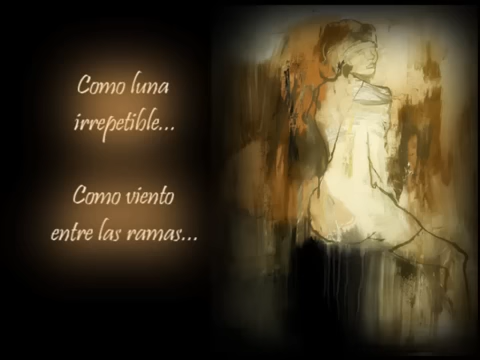 Como luna
irrepetible...
Como viento
entre las ramas...